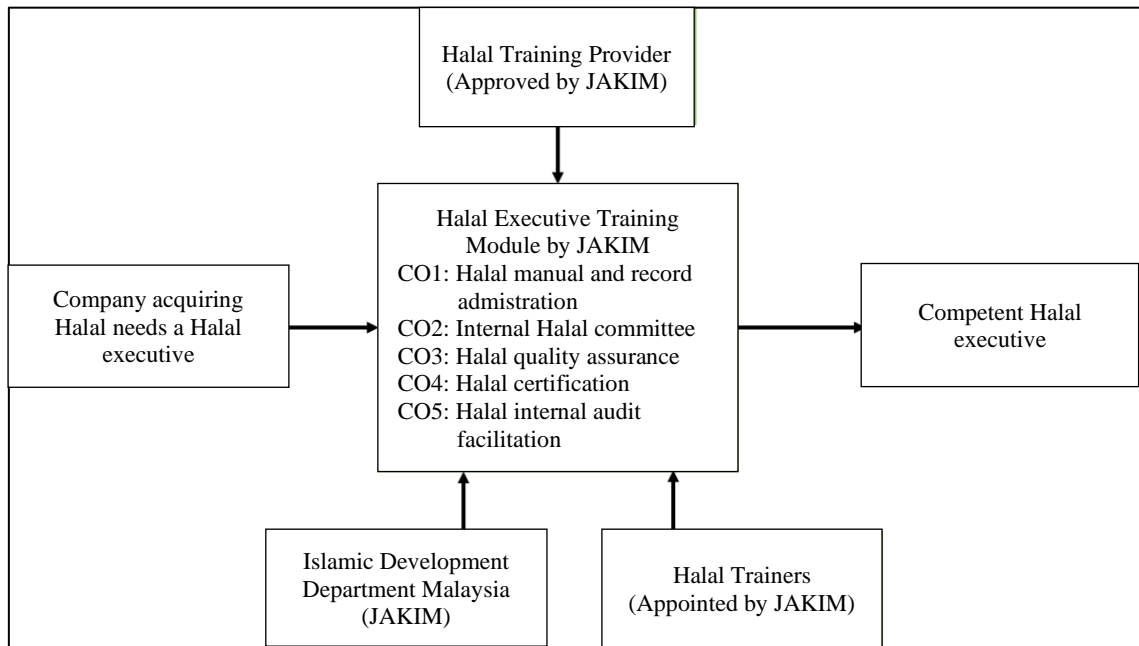 Halal Training Provider
(Approved by JAKIM)
Halal Executive Training
Module by JAKIM
CO1: Halal manual and record
admistration
CO2: Internal Halal committee
CO3: Halal quality assurance
CO4: Halal certification
CO5: Halal internal audit
facilitation
Company acquiring
Halal needs a Halal
executive
Competent Halal
executive
Islamic Development
Department Malaysia
(JAKIM)
Halal Trainers
(Appointed by JAKIM)